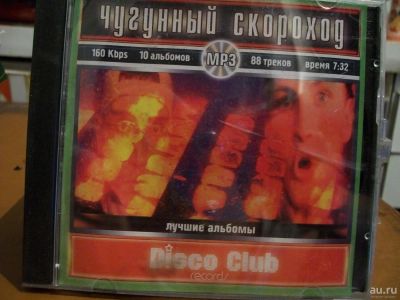 чугунный скороход
160 Kbps 10 альбомов MP3 88 треков время 7:32
лучшие альбомы
Disco Club
records
au.ru